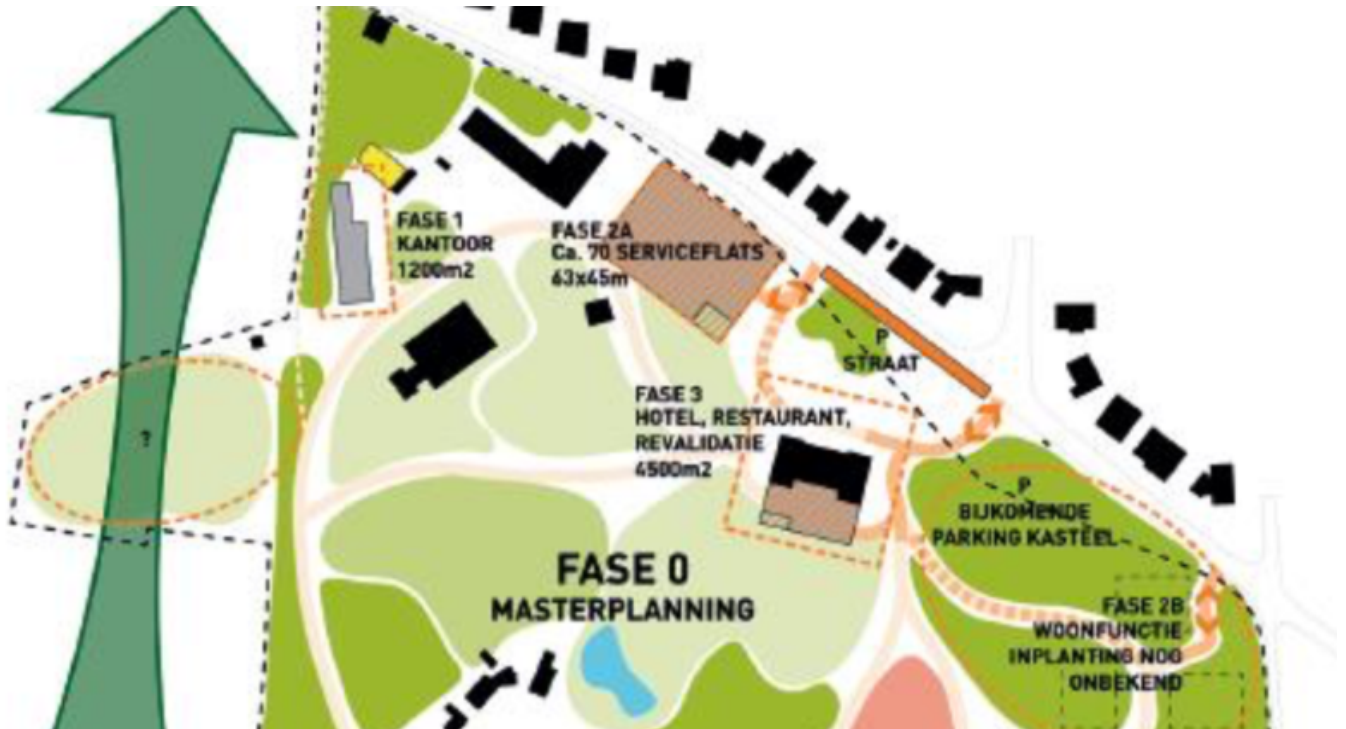 FASE 1
KANTOOR
1200m2
FASE 2A
Ca. 70 SERVICEFLATS
63x45m
P
STRAAT
FASE 3
HOTEL, RESTAURANT,
REVALIDATIE
4500m2
?
P
BIJKOMENDE
PARKING KASTEEL
FASE 0
MASTERPLANNING
FASE 2B
WOONFUNCTIE
INPLANTING NOG
ONBEKEND